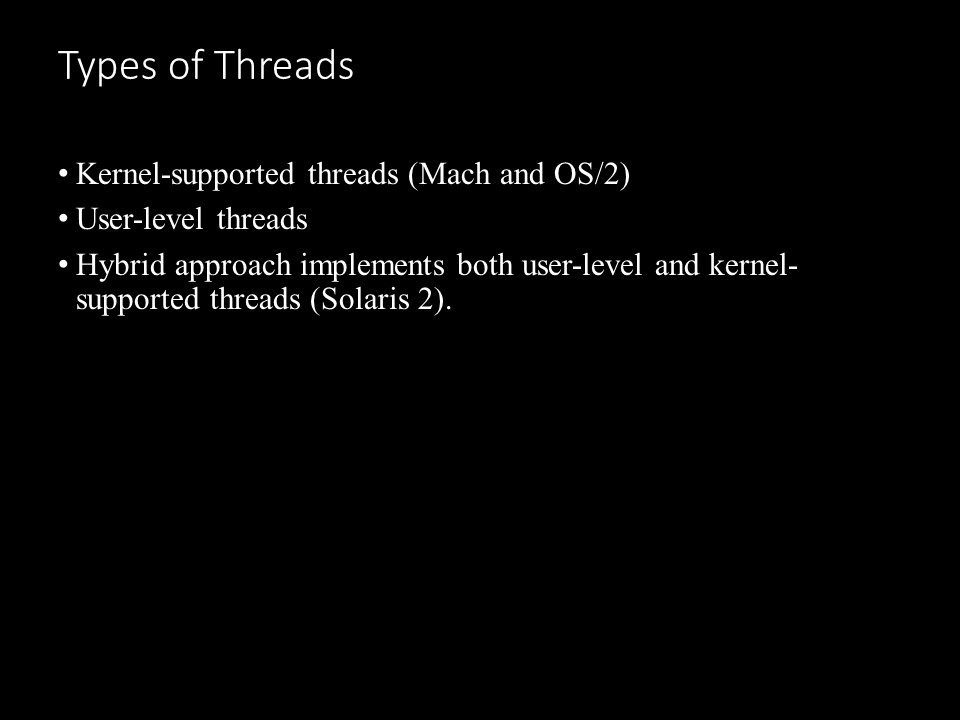 Types of Threads
• Kernel-supported threads (Mach and OS/2)
• User-level threads
• Hybrid approach implements both user-level and kernel-
supported threads (Solaris 2).